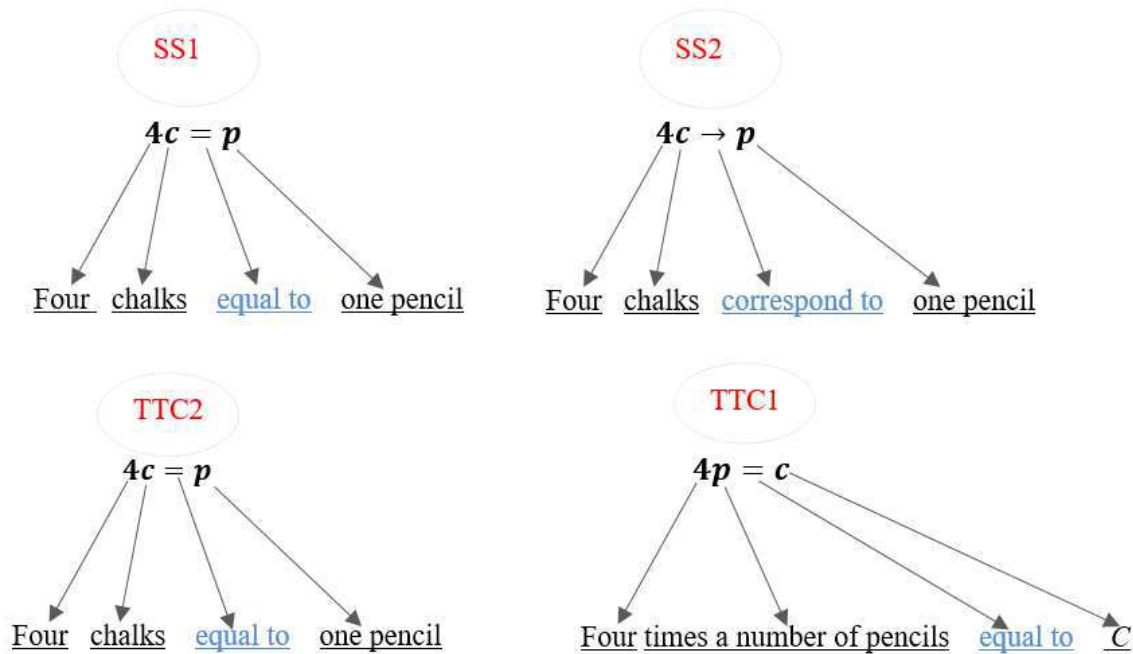 SS1
4c = p
Four chalks equal to one pencil
SS2
4c → p
Four chalks correspond to one pencil
TTC2
4c = p
Four chalks equal to one pencil
TTC1
4p = c
Four times a number of pencils equal to C